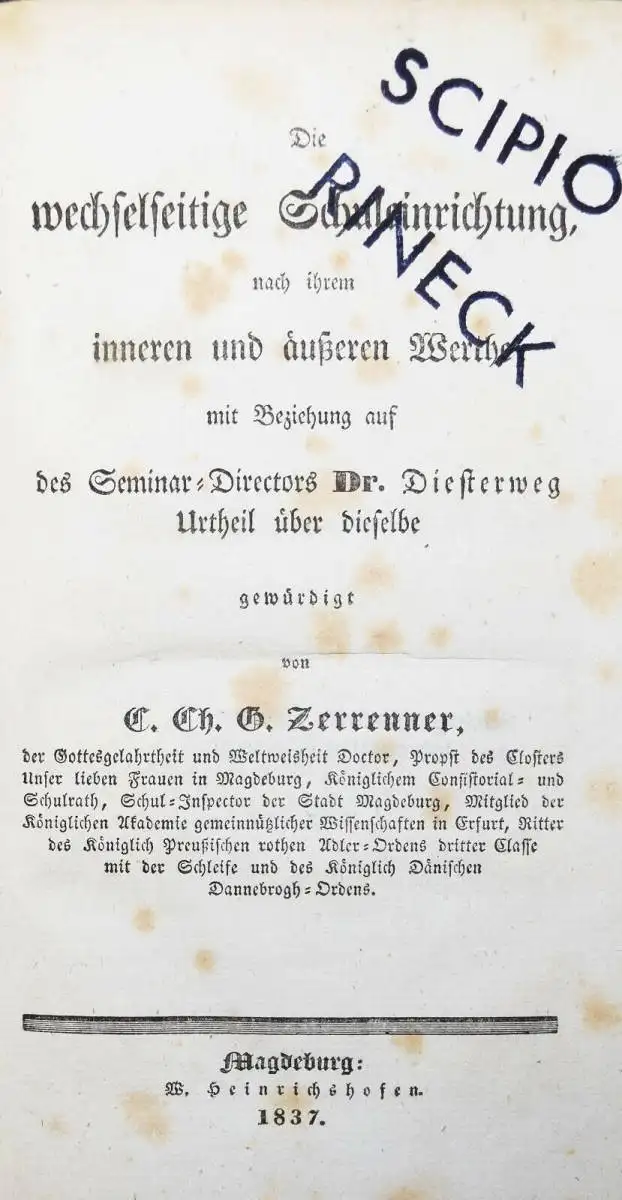 SCIPIO
RINECK
Die
wechselseitige Schuleinrichtung,
nach ihrem
inneren und äußeren Werthe
mit Beziehung auf
des Seminar-Directors Dr. Diesterweg
Urtheil über dieselbe
gewürdigt
von
C. Ch. G. Zerrenner,
der Gottesgelahrtheit und Weltweisheit Doctor, Propst des Closters
Unser lieben Frauen in Magdeburg, Königlichem Consistorial- und
Schulrath, Schul-Inspector der Stadt Magdeburg, Mitglied der
Königlichen Akademie gemeinnützlicher Wissenschaften in Erfurt, Ritter
des Königlich Preußischen rothen Adler-Ordens dritter Classe
mit der Schleife und des Königlich Dänischen
Dannebrogh-Ordens.
Magdeburg:
W. Heinrichshofen.
1837.